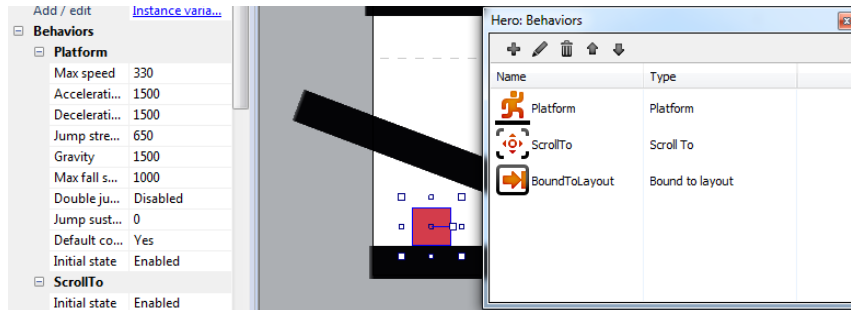 Add / edit Instance varia...
Behaviors
Platform
Max speed 330
Accelerati... 1500
Decelerati... 1500
Jump stre... 650
Gravity 1500
Max fall s... 1000
Double ju... Disabled
Jump sust... 0
Default co... Yes
Initial state Enabled
ScrollTo
Initial state Enabled
Hero: Behaviors
Name Type
Platform Platform
ScrollTo Scroll To
BoundToLayout Bound to layout